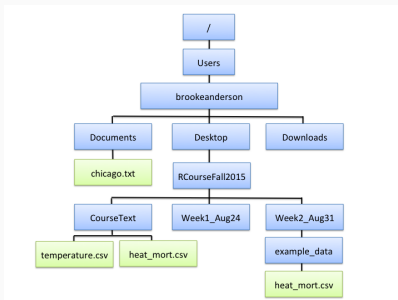 /
Users
brookeanderson
Documents
Desktop
Downloads
chicago.txt
RCourseFall2015
CourseText
Week1_Aug24
Week2_Aug31
temperature.csv
heat_mort.csv
example_data
heat_mort.csv